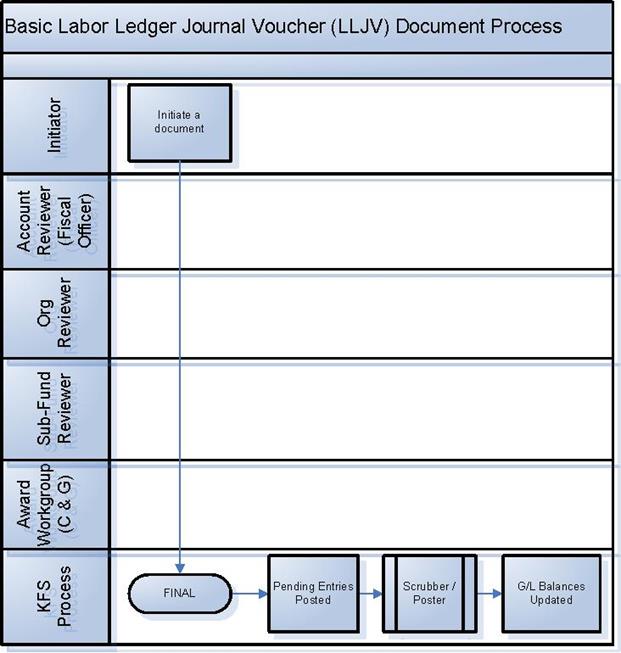 Basic Labor Ledger Journal Voucher (LLJV) Document Process
Initiator
Initiate a
document
Account
Reviewer
(Fiscal
Officer)
Org
Reviewer
Sub-Fund
Reviewer
Award
Workgroup
(C & G)
KFS
Process
FINAL
Pending Entries
Posted
Scrubber /
Poster
G/L Balances
Updated